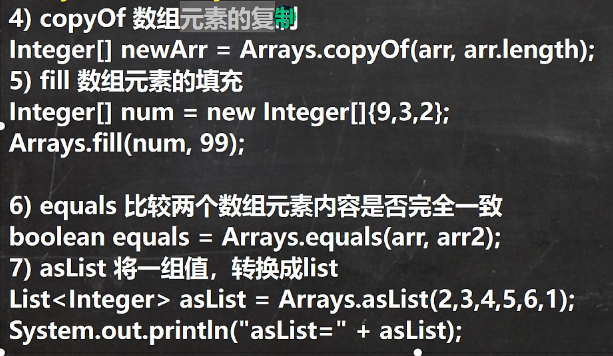 4) copyOf 数组元素的复制
Integer[] newArr = Arrays.copyOf(arr, arr.length);
5) fill 数组元素的填充
Integer[] num = new Integer[]{9,3,2};
Arrays.fill(num, 99);
6) equals 比较两个数组元素内容是否完全一致
boolean equals = Arrays.equals(arr, arr2);
7) asList 将一组值，转换成list
List<Integer> asList = Arrays.asList(2,3,4,5,6,1);
System.out.println("asList=" + asList);